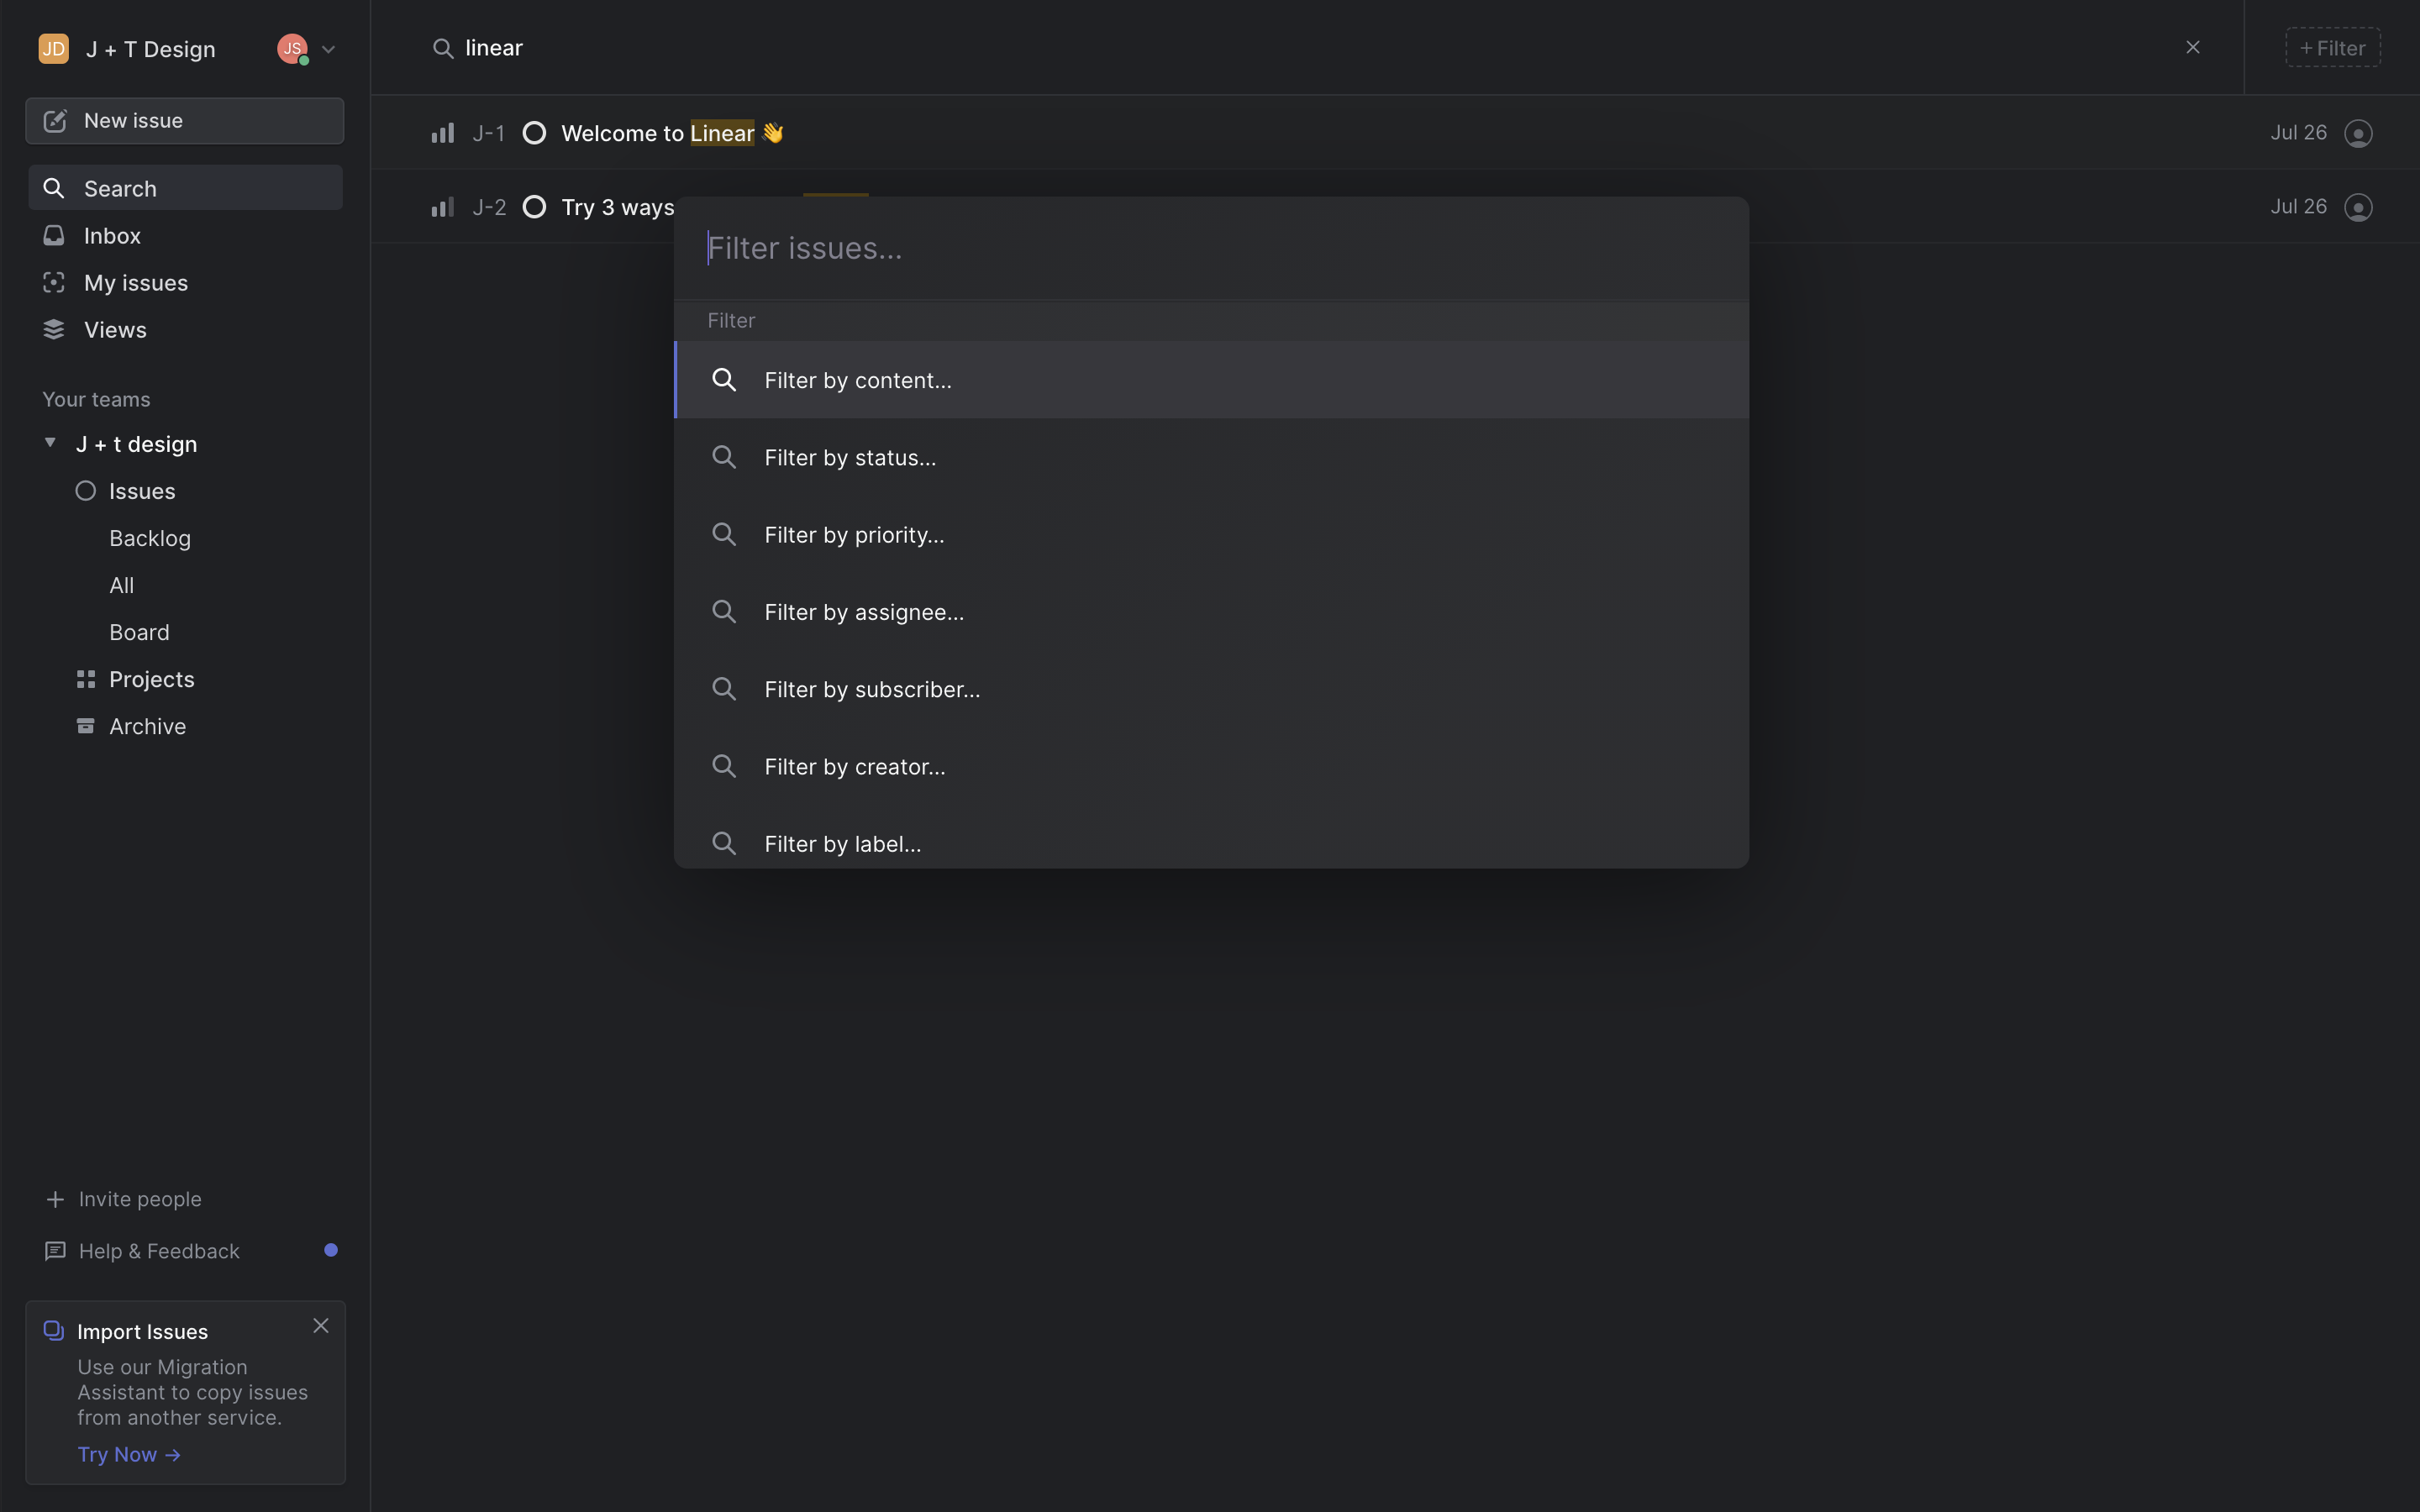 JD J + T Design JS
New issue
Search
Inbox
My issues
Views
Your teams
J + t design
Issues
Backlog
All
Board
Projects
Archive
Invite people
Help & Feedback
Import Issues
Use our Migration
Assistant to copy issues
from another service.
Try Now →
linear
+ Filter
J-1 Welcome to Linear 👋 Jul 26
J-2 Try 3 ways Jul 26
Filter issues...
Filter
Filter by content...
Filter by status...
Filter by priority...
Filter by assignee...
Filter by subscriber...
Filter by creator...
Filter by label...